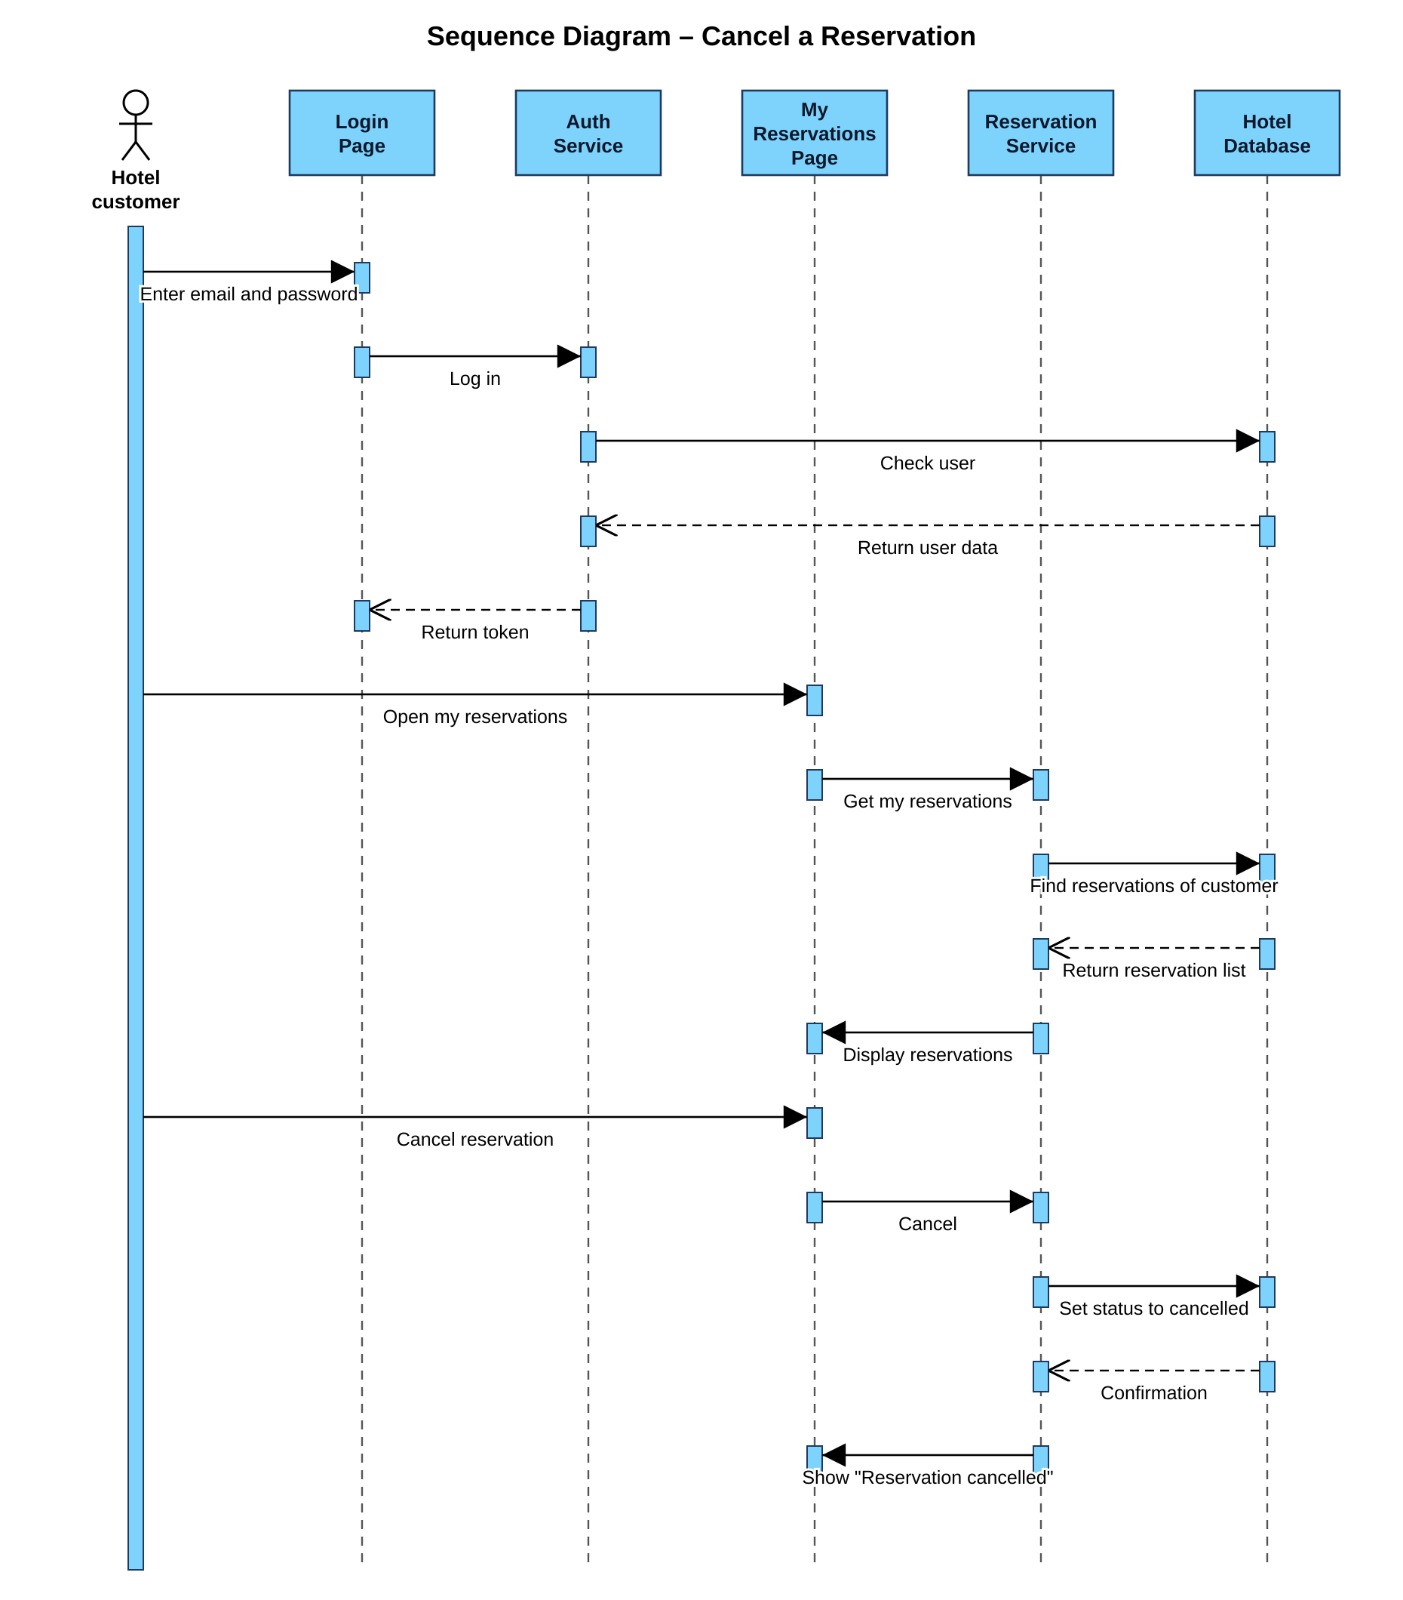 Sequence Diagram – Cancel a Reservation
Hotel
customer
Login
Page
Auth
Service
My
Reservations
Page
Reservation
Service
Hotel
Database
Enter email and password
Log in
Check user
Return user data
Return token
Open my reservations
Get my reservations
Find reservations of customer
Return reservation list
Display reservations
Cancel reservation
Cancel
Set status to cancelled
Confirmation
Show "Reservation cancelled"